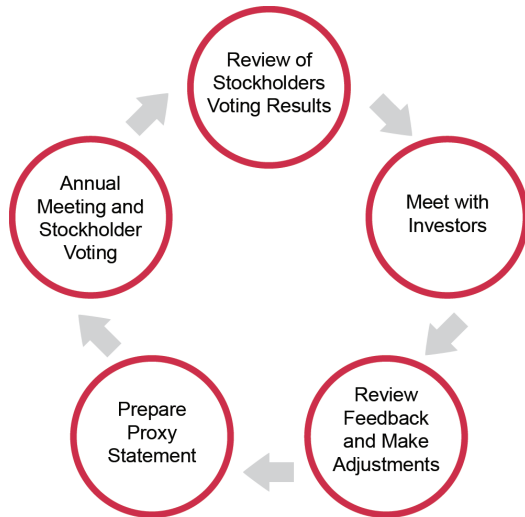 Review of
Stockholders
Voting Results
Meet with
Investors
Review
Feedback
and Make
Adjustments
Prepare
Proxy
Statement
Annual
Meeting and
Stockholder
Voting